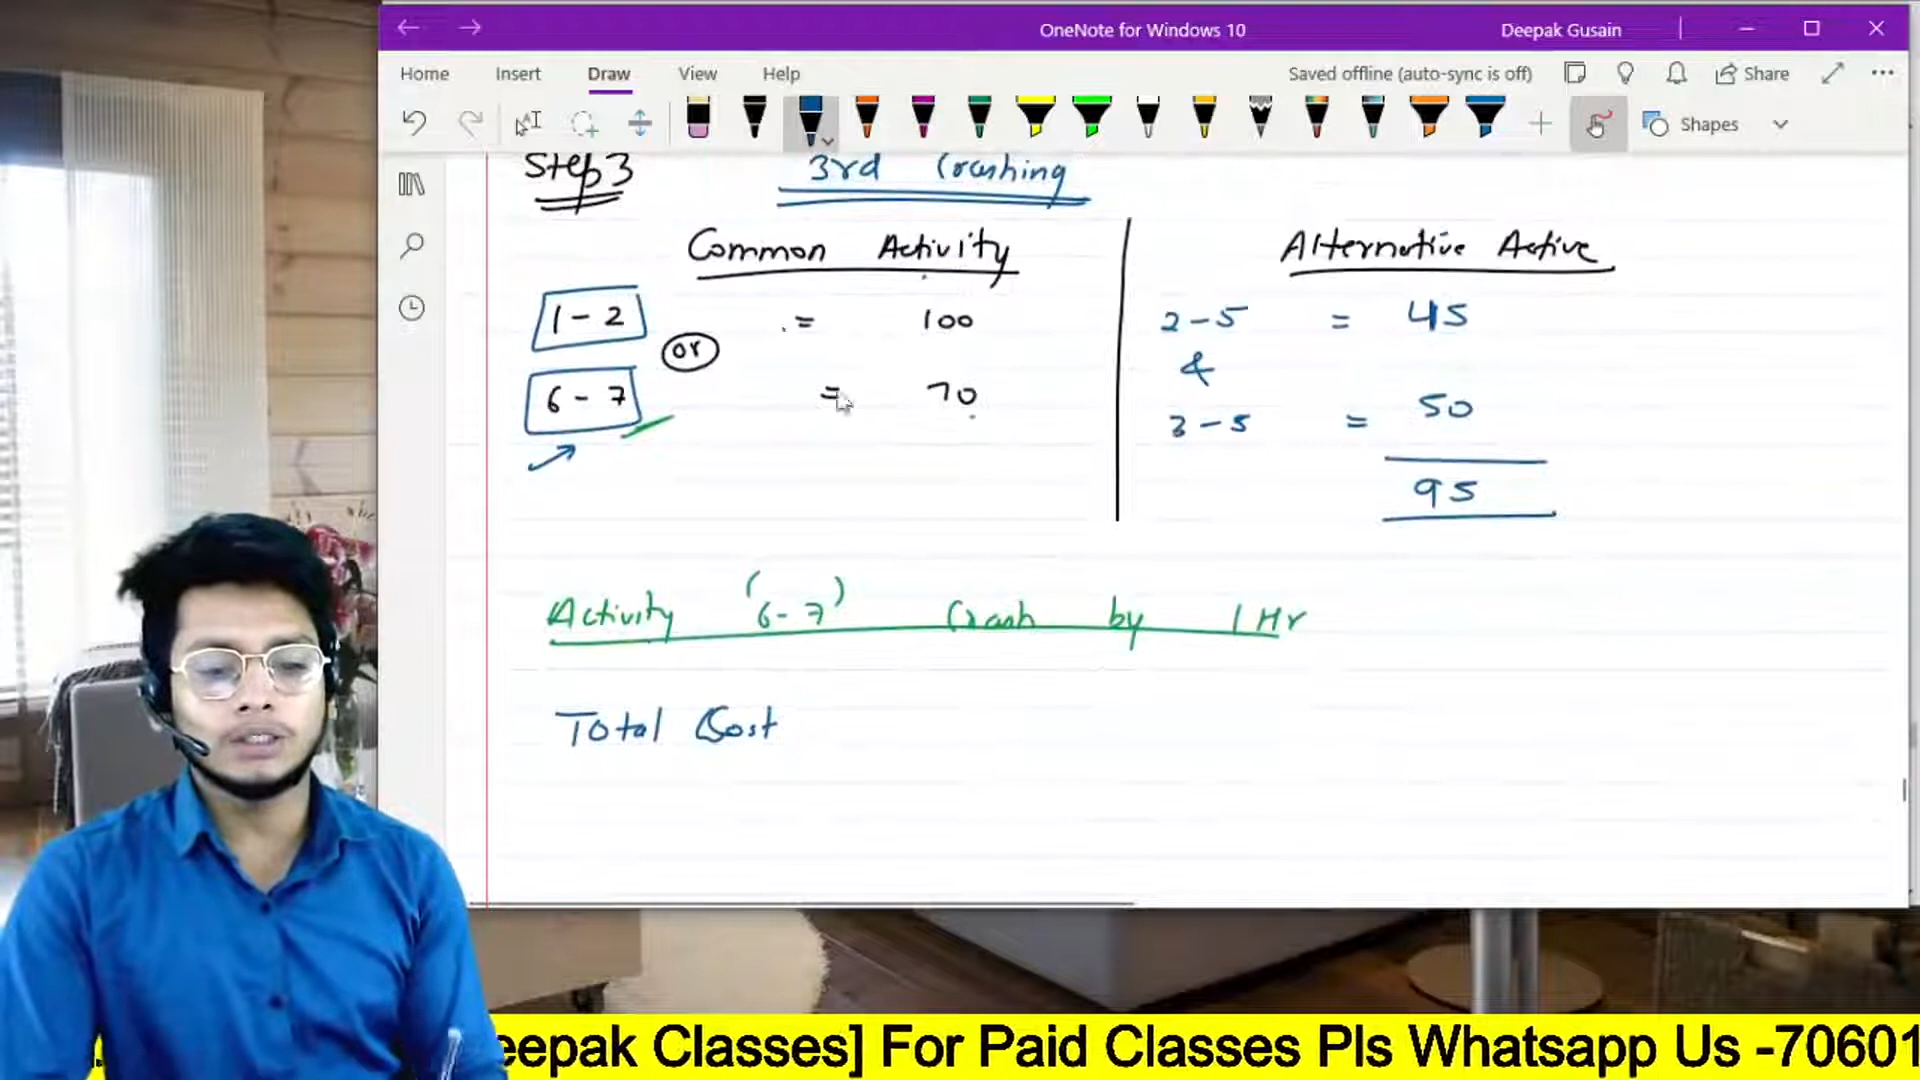 OneNote for Windows 10
Deepak Gusain
Home Insert Draw View Help
Saved offline (auto-sync is off)
Share
Shapes
Step 3 3rd Crashing
Common Activity
Alternative Active
1 - 2 = 100
or
6 - 7 = 70
2 - 5 = 45
&
3 - 5 = 50
95
Activity (6-7) Crash by 1 Hr
Total Cost
eepak Classes] For Paid Classes Pls Whatsapp Us -70601